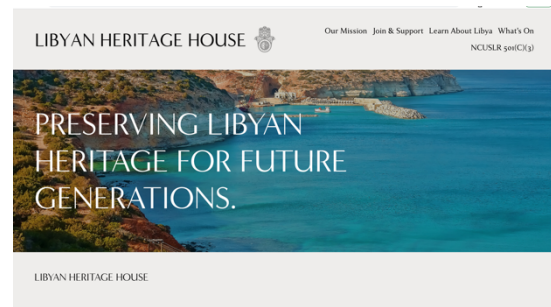 LIBYAN HERITAGE HOUSE
Our Mission Join & Support Learn About Libya What's On
NCUSLR 501(C)(3)
PRESERVING LIBYAN
HERITAGE FOR FUTURE
GENERATIONS.
LIBYAN HERITAGE HOUSE